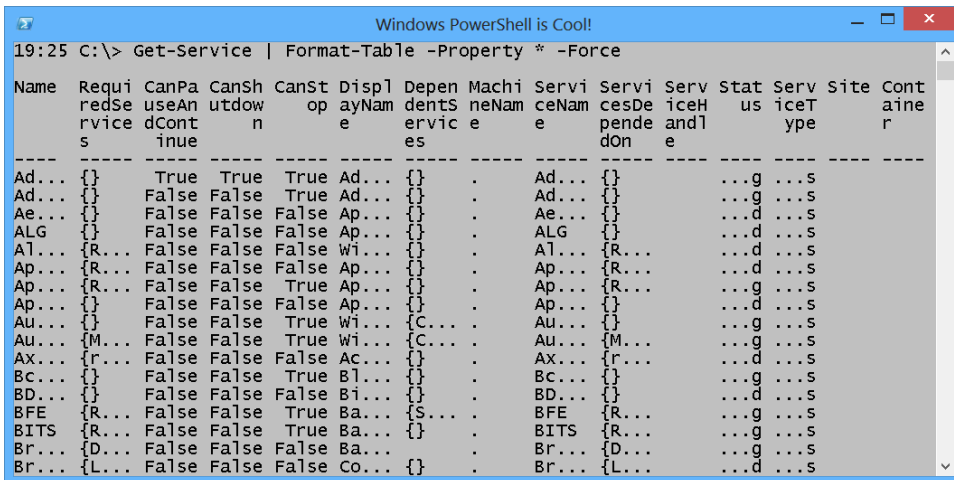 Windows PowerShell is Cool!
19:25 C:\> Get-Service | Format-Table -Property * -Force
Name   Requi CanPa CanSh CanSt Displ Depen Machi Servi Servi Serv Stat Serv Site Cont
       redSe useAn utdow    op ayNam dentS neNam ceName cesDe iceH   us iceT      aine
       rvice dCont     n       e     ervic e     e     pende andl      ype       r
       s      inue                   es                dOn   e
----   ----- ----- ----- ----- ----- ----- ----- ----- ----- ---- ---- ---- ---- ----
Ad... {}     True  True  True Ad... {}    .     Ad... {}         ...g ...s
Ad... {}    False False  True Ad... {}    .     Ad... {}         ...g ...s
Ae... {}    False False False Ap... {}    .     Ae... {}         ...d ...s
ALG   {}    False False False Ap... {}    .     ALG   {}         ...d ...s
Al... {R... False False False Wi... {}    .     Al... {R...      ...d ...s
Ap... {R... False False False Ap... {}    .     Ap... {R...      ...d ...s
Ap... {R... False False  True Ap... {}    .     Ap... {R...      ...g ...s
Ap... {}    False False False Ap... {}    .     Ap... {}         ...d ...s
Au... {}    False False  True Wi... {C... .     Au... {}         ...g ...s
Au... {M... False False  True Wi... {C... .     Au... {M...      ...g ...s
Ax... {r... False False False Ac... {}    .     Ax... {r...      ...d ...s
Bc... {}    False False  True Bl... {}    .     Bc... {}         ...g ...s
BD... {}    False False False Bi... {}    .     BD... {}         ...d ...s
BFE   {R... False False  True Ba... {S... .     BFE   {R...      ...g ...s
BITS  {R... False False  True Ba... {}    .     BITS  {R...      ...g ...s
Br... {D... False False False Ba...       .     Br... {D...      ...d ...s
Br... {L... False False False Co... {}    .     Br... {L...      ...d ...s